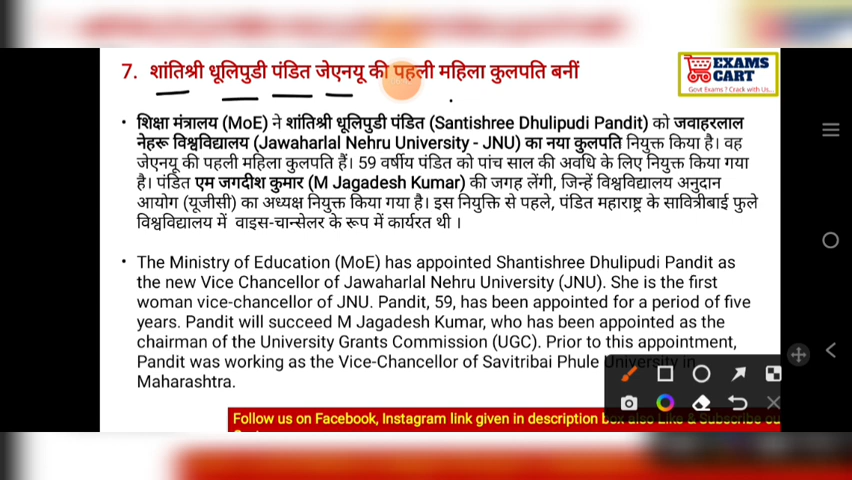 7. शांतिश्री धूलिपुडी पंडित जेएनयू की पहली महिला कुलपति बनीं
EXAMS
CART
Govt Exams ? Crack with Us...
• शिक्षा मंत्रालय (MoE) ने शांतिश्री धूलिपुडी पंडित (Santishree Dhulipudi Pandit) को जवाहरलाल
नेहरू विश्वविद्यालय (Jawaharlal Nehru University - JNU) का नया कुलपति नियुक्त किया है। वह
जेएनयू की पहली महिला कुलपति हैं। 59 वर्षीय पंडित को पांच साल की अवधि के लिए नियुक्त किया गया
है। पंडित एम जगदीश कुमार (M Jagadesh Kumar) की जगह लेंगी, जिन्हें विश्वविद्यालय अनुदान
आयोग (यूजीसी) का अध्यक्ष नियुक्त किया गया है। इस नियुक्ति से पहले, पंडित महाराष्ट्र के सावित्रीबाई फुले
विश्वविद्यालय में वाइस-चान्सेलर के रूप में कार्यरत थी ।
• The Ministry of Education (MoE) has appointed Shantishree Dhulipudi Pandit as
the new Vice Chancellor of Jawaharlal Nehru University (JNU). She is the first
woman vice-chancellor of JNU. Pandit, 59, has been appointed for a period of five
years. Pandit will succeed M Jagadesh Kumar, who has been appointed as the
chairman of the University Grants Commission (UGC). Prior to this appointment,
Pandit was working as the Vice-Chancellor of Savitribai Phule University in
Maharashtra.
Follow us on Facebook, Instagram link given in description box also Like & Subscribe ou